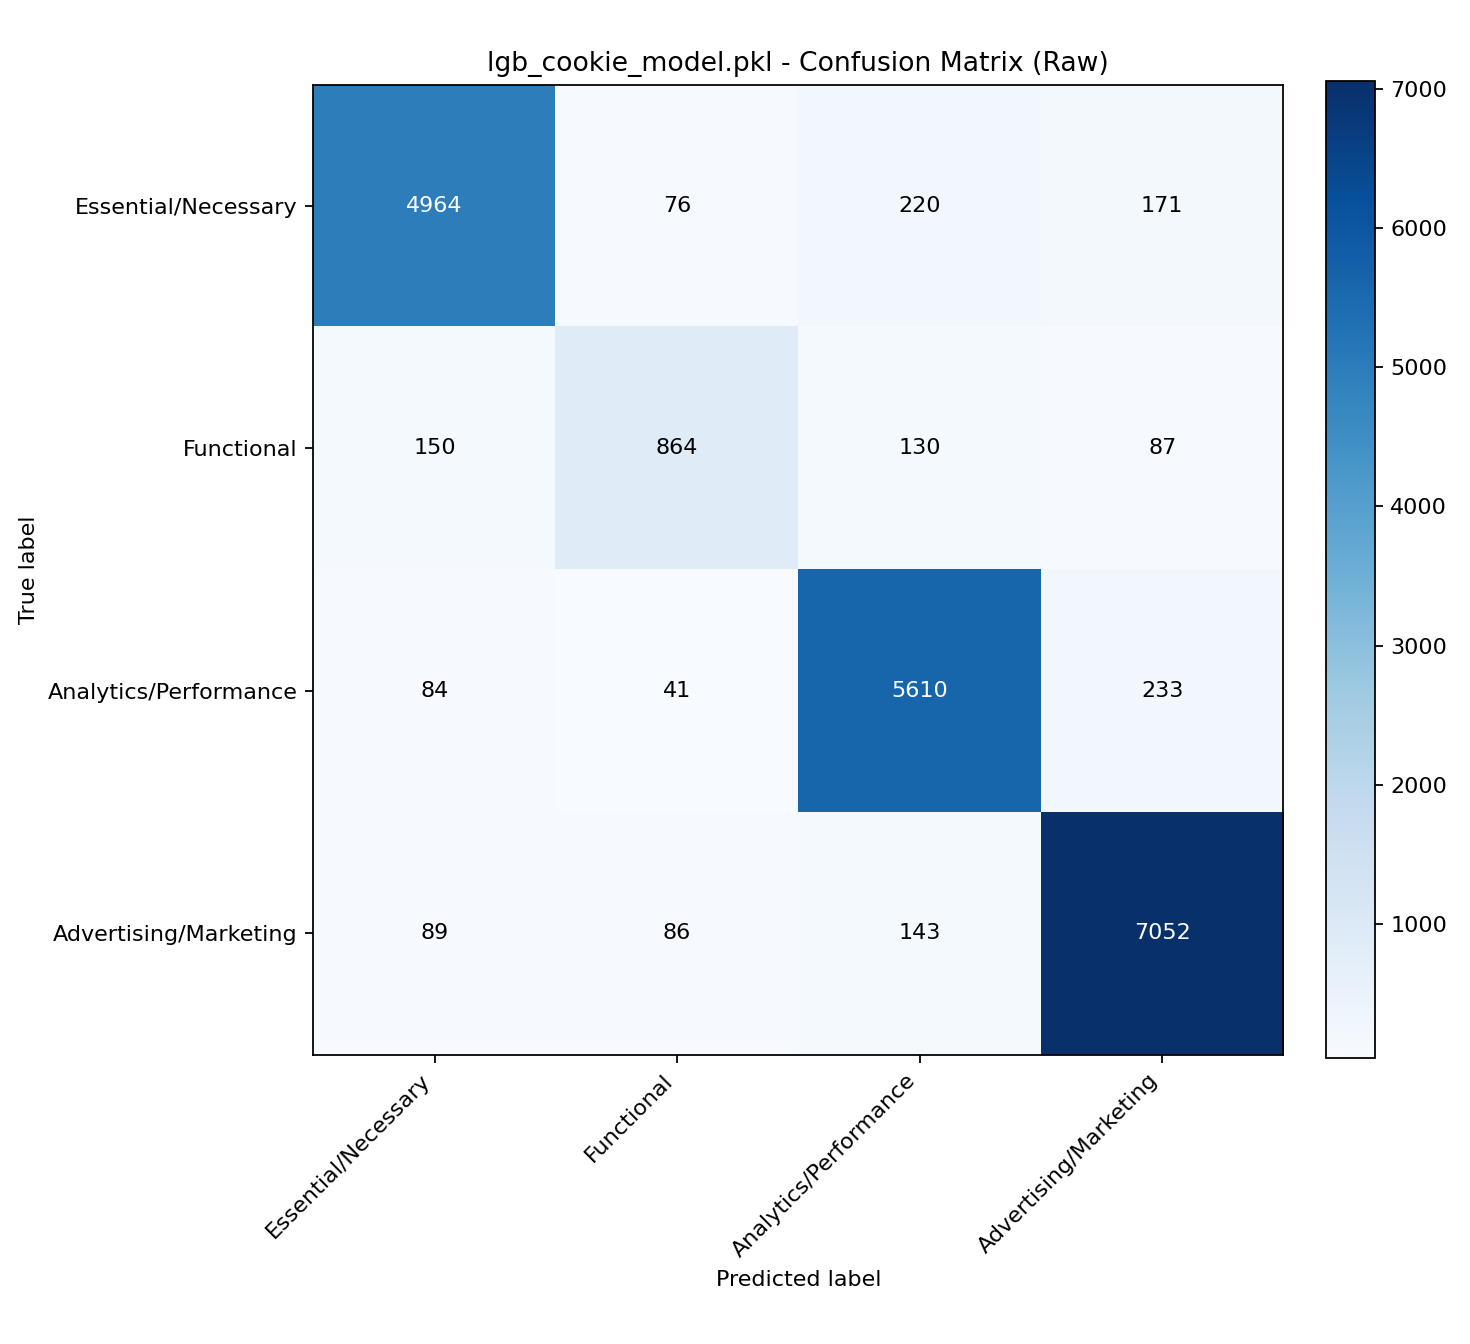 lgb_cookie_model.pkl - Confusion Matrix (Raw)
True label
Essential/Necessary
4964 76 220 171
Functional
150 864 130 87
Analytics/Performance
84 41 5610 233
Advertising/Marketing
89 86 143 7052
Essential/Necessary
Functional
Analytics/Performance
Advertising/Marketing
Predicted label
7000
6000
5000
4000
3000
2000
1000